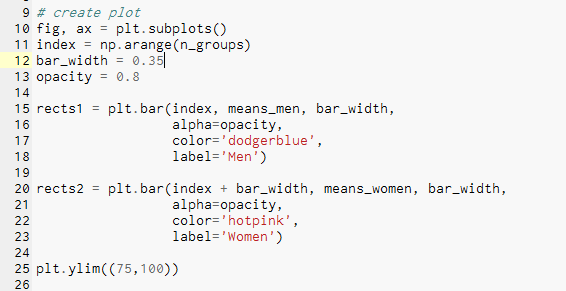 9 # create plot
10 fig, ax = plt.subplots()
11 index = np.arange(n_groups)
12 bar_width = 0.35
13 opacity = 0.8
14
15 rects1 = plt.bar(index, means_men, bar_width,
16                  alpha=opacity,
17                  color='dodgerblue',
18                  label='Men')
19
20 rects2 = plt.bar(index + bar_width, means_women, bar_width,
21                  alpha=opacity,
22                  color='hotpink',
23                  label='Women')
24
25 plt.ylim((75,100))
26